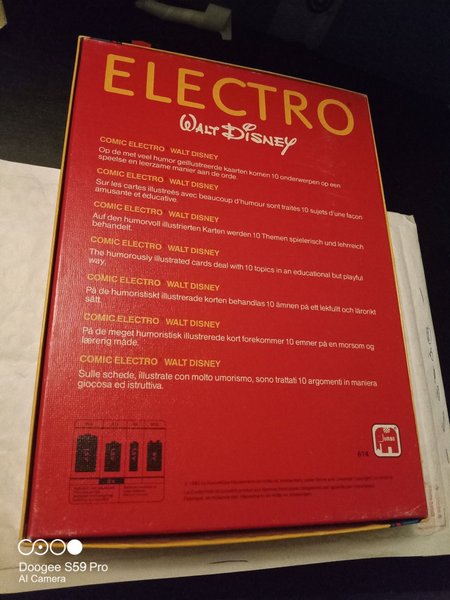 ELECTRO
WALT DISNEY
COMIC ELECTRO WALT DISNEY
Op de met veel humor geïllustreerde kaarten komen 10 onderwerpen op een
speelse en leerzame manier aan de orde.
COMIC ELECTRO WALT DISNEY
Sur les cartes illustreés avec beaucoup d'humour sont traités 10 sujets d'une façon
amusante et éducative.
COMIC ELECTRO WALT DISNEY
Auf den humorvoll illustrierten Karten werden 10 Themen spielerisch und lehrreich
behandelt.
COMIC ELECTRO WALT DISNEY
The humorously illustrated cards deal with 10 topics in an educational but playful
way.
COMIC ELECTRO WALT DISNEY
På de humoristiskt illustrerade korten behandlas 10 ämnen på ett lekfullt och lärorikt
sätt.
COMIC ELECTRO WALT DISNEY
På de meget humoristisk illustrerede kort forekommer 10 emner på en morsom og
læreng måde.
COMIC ELECTRO WALT DISNEY
Sulle schede, illustrate con molto umorismo, sono trattati 10 argomenti in maniera
giocosa ed istruttiva.
Jumbo
614
Doogee S59 Pro
AI Camera